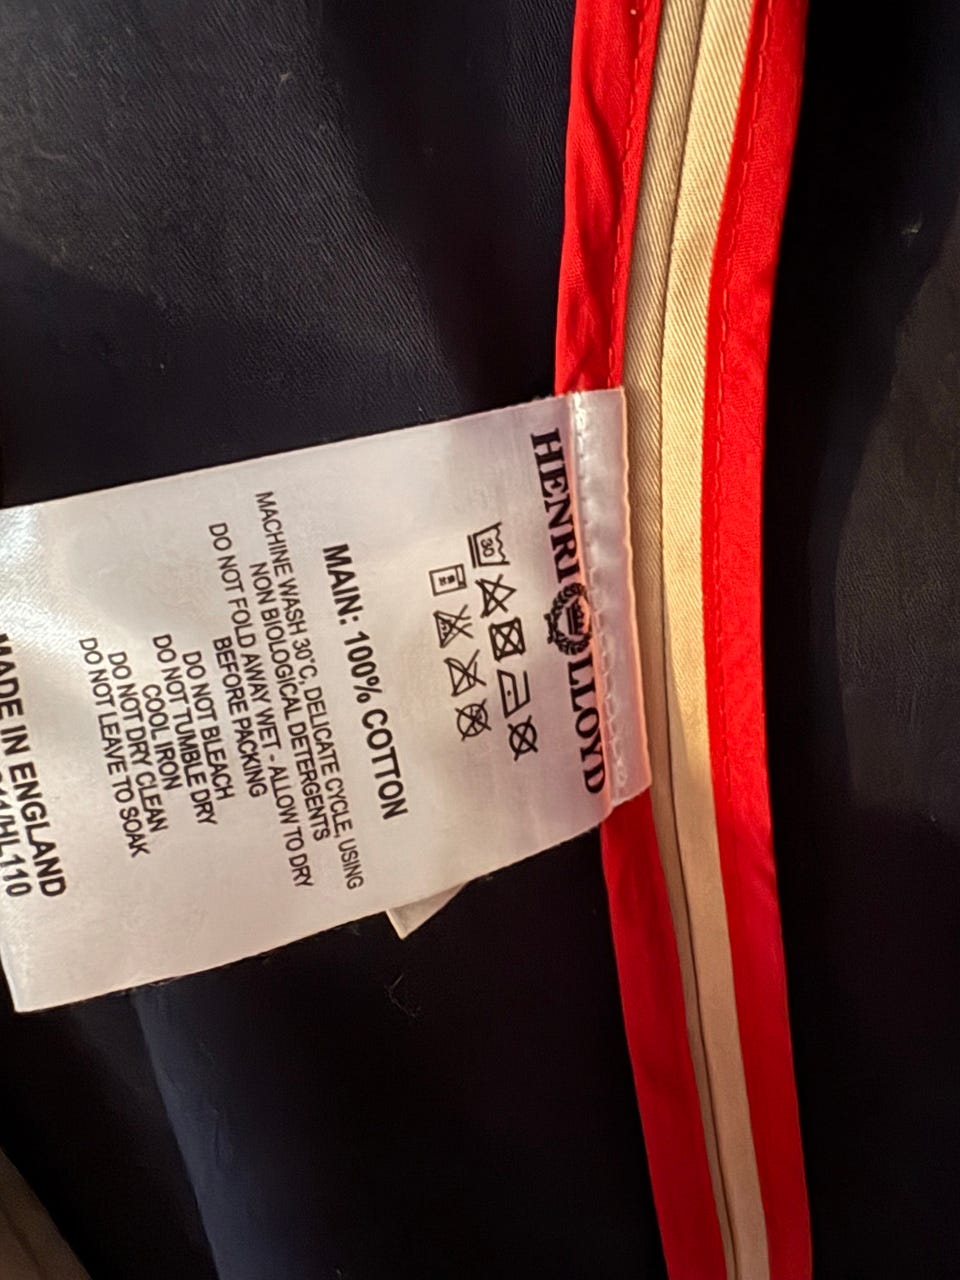 HENRI LLOYD
30
MAIN: 100% COTTON
MACHINE WASH 30°C, DELICATE CYCLE, USING
NON BIOLOGICAL DETERGENTS
DO NOT FOLD AWAY WET - ALLOW TO DRY
BEFORE PACKING
DO NOT BLEACH
DO NOT TUMBLE DRY
COOL IRON
DO NOT DRY CLEAN
DO NOT LEAVE TO SOAK
MADE IN ENGLAND
/HL110